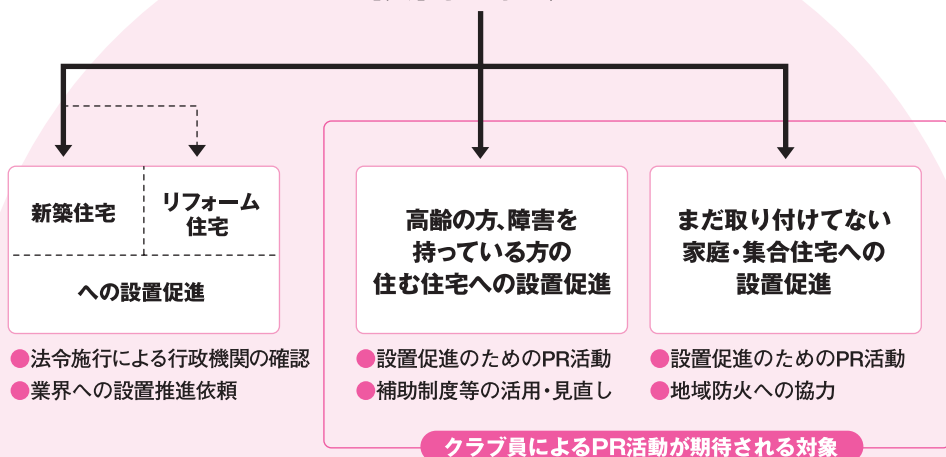 新築住宅
リフォーム
住宅
への設置促進
●法令施行による行政機関の確認
●業界への設置推進依頼
高齢の方、障害を
持っている方の
住む住宅への設置促進
●設置促進のためのPR活動
●補助制度等の活用・見直し
まだ取り付けてない
家庭・集合住宅への
設置促進
●設置促進のためのPR活動
●地域防火への協力
クラブ員によるPR活動が期待される対象